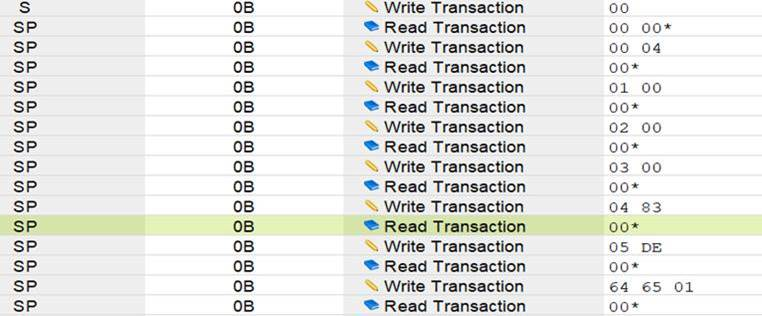 S 0B Write Transaction 00
SP 0B Read Transaction 00 00*
SP 0B Write Transaction 00 04
SP 0B Read Transaction 00*
SP 0B Write Transaction 01 00
SP 0B Read Transaction 00*
SP 0B Write Transaction 02 00
SP 0B Read Transaction 00*
SP 0B Write Transaction 03 00
SP 0B Read Transaction 00*
SP 0B Write Transaction 04 83
SP 0B Read Transaction 00*
SP 0B Write Transaction 05 DE
SP 0B Read Transaction 00*
SP 0B Write Transaction 64 65 01
SP 0B Read Transaction 00*